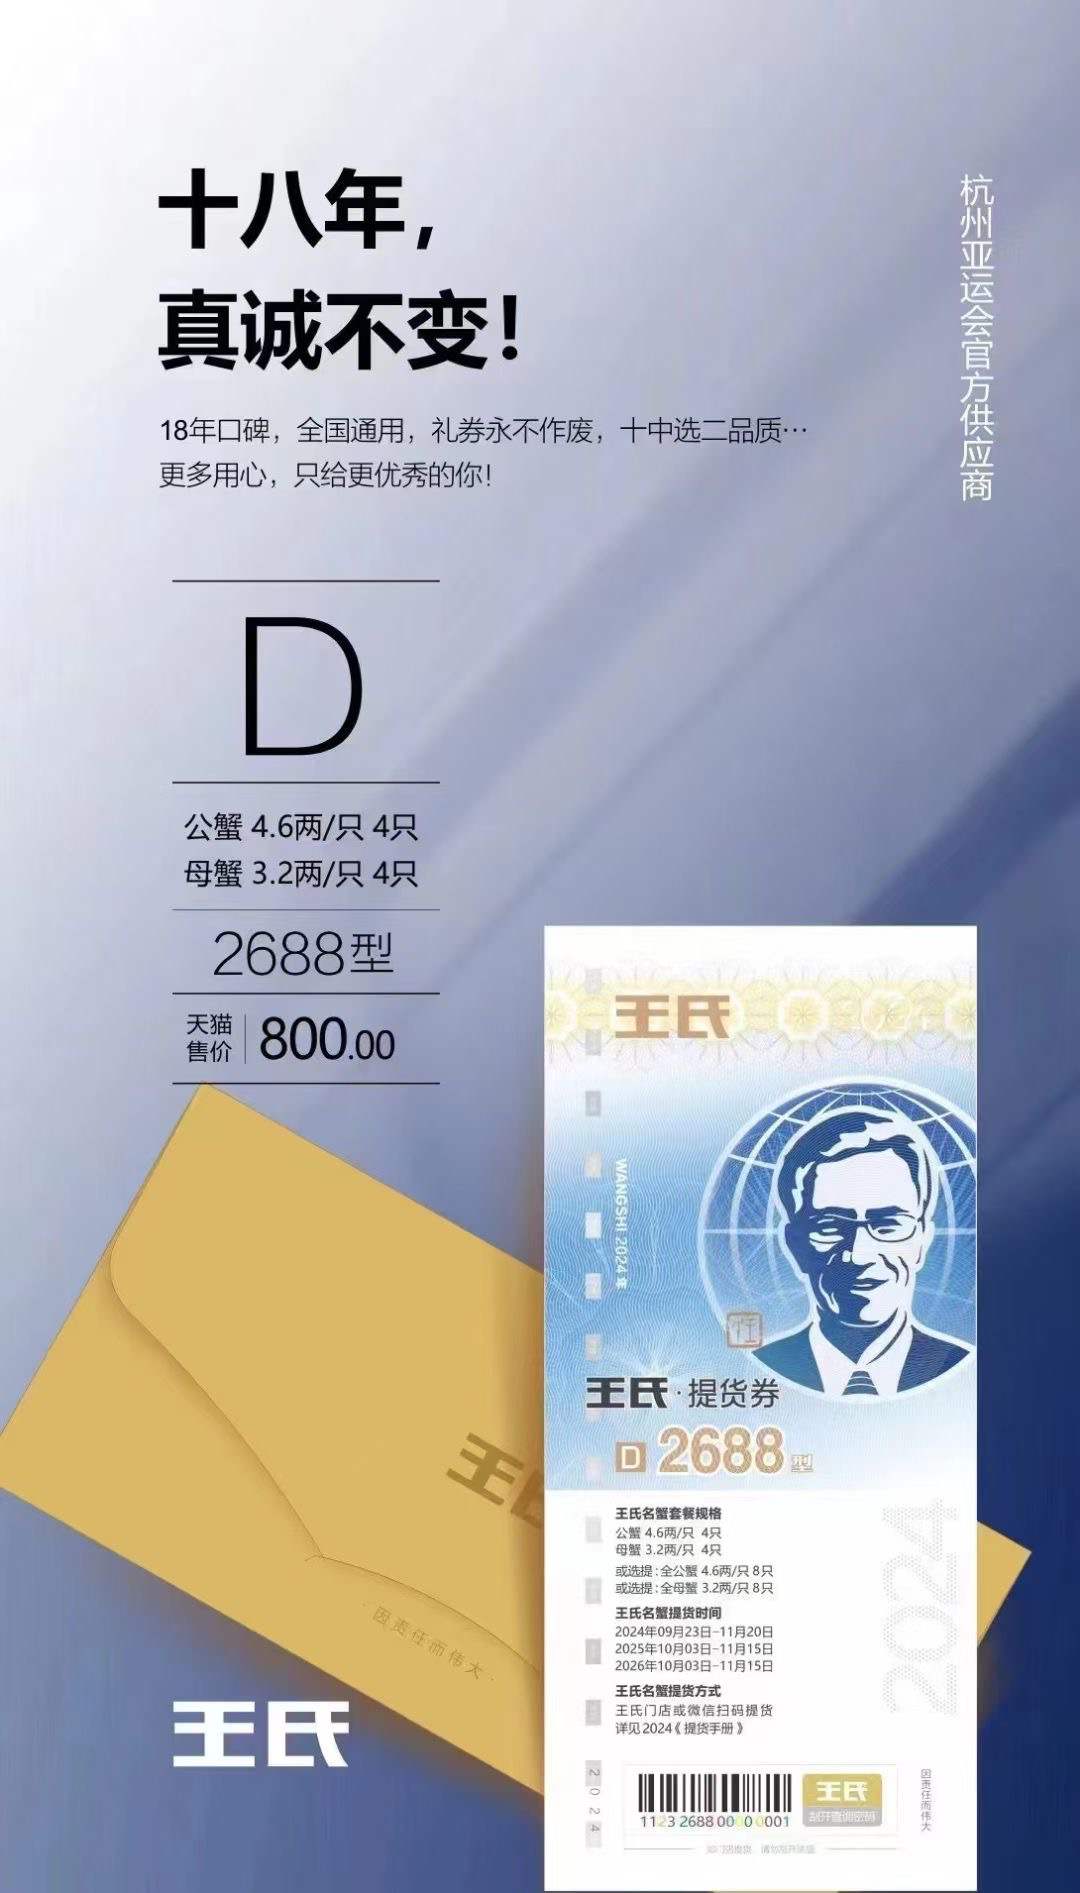 十八年，
真诚不变！
杭州亚运会官方供应商
18年口碑，全国通用，礼券永不作废，十中选二品质…
更多用心，只给更优秀的你！
D
公蟹 4.6两/只 4只
母蟹 3.2两/只 4只
2688型
天猫
售价
800.00
王氏
WANGSHI 2024 年
王氏·提货券
D 2688 型
王氏名蟹套餐规格
公蟹 4.6两/只 4只
母蟹 3.2两/只 4只
或选提：全公蟹 4.6两/只 8只
或选提：全母蟹 3.2两/只 8只
王氏名蟹提货时间
2024年09月23日-11月20日
2025年10月03日-11月15日
2026年10月03日-11月15日
王氏名蟹提货方式
王氏门店或微信扫码提货
详见2024《提货手册》
2024
2024
1123 2688 0000 0001
王氏
刮开查询密码
因责任而伟大
王氏
·因责任而伟大·
王氏